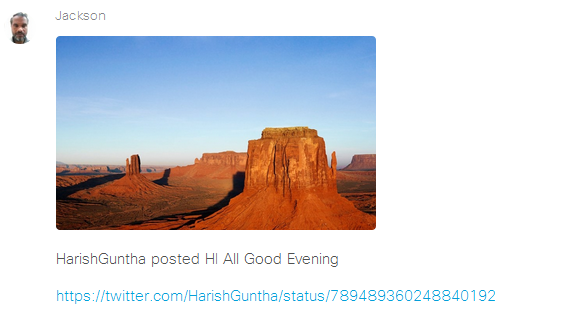 Jackson
HarishGuntha posted HI All Good Evening
https://twitter.com/HarishGuntha/status/789489360248840192